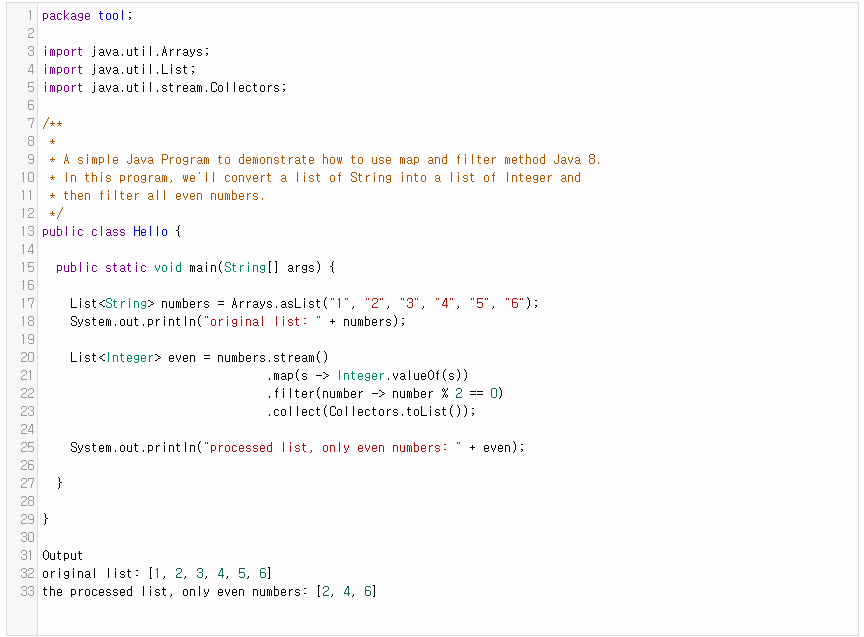 1 package tool;
2
3 import java.util.Arrays;
4 import java.util.List;
5 import java.util.stream.Collectors;
6
7 /**
8  *
9  * A simple Java Program to demonstrate how to use map and filter method Java 8.
10  * In this program, we'll convert a list of String into a list of Integer and
11  * then filter all even numbers.
12  */
13 public class Hello {
14
15   public static void main(String[] args) {
16
17     List<String> numbers = Arrays.asList("1", "2", "3", "4", "5", "6");
18     System.out.println("original list: " + numbers);
19
20     List<Integer> even = numbers.stream()
21                                 .map(s -> Integer.valueOf(s))
22                                 .filter(number -> number % 2 == 0)
23                                 .collect(Collectors.toList());
24
25     System.out.println("processed list, only even numbers: " + even);
26
27   }
28
29 }
30
31 Output
32 original list: [1, 2, 3, 4, 5, 6]
33 the processed list, only even numbers: [2, 4, 6]